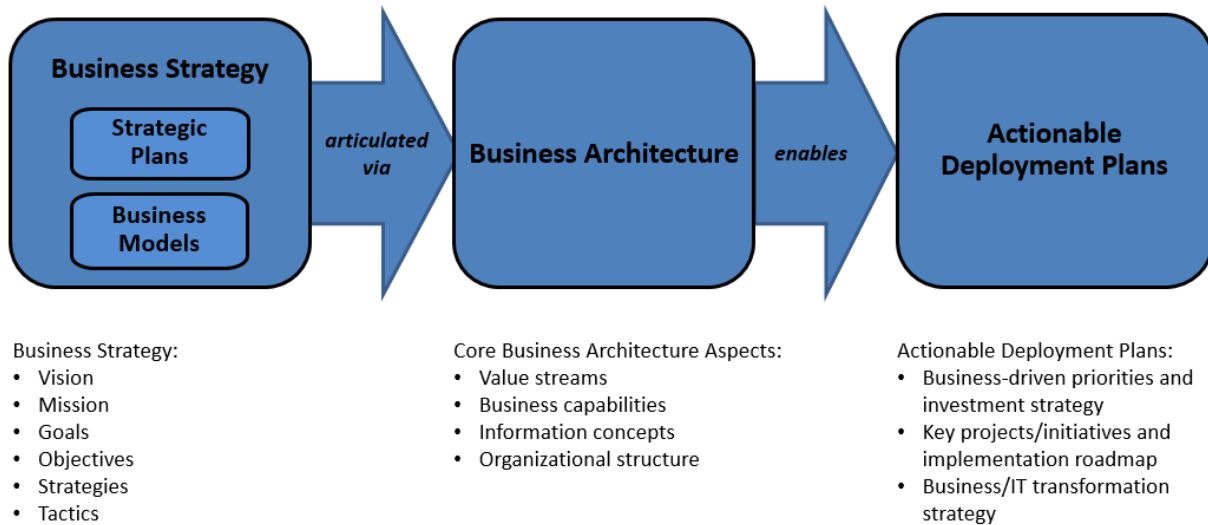 Business Strategy
Strategic
Plans
Business
Models
articulated
via
Business Architecture
enables
Actionable
Deployment Plans
Business Strategy:
• Vision
• Mission
• Goals
• Objectives
• Strategies
• Tactics
Core Business Architecture Aspects:
• Value streams
• Business capabilities
• Information concepts
• Organizational structure
Actionable Deployment Plans:
• Business-driven priorities and
investment strategy
• Key projects/initiatives and
implementation roadmap
• Business/IT transformation
strategy